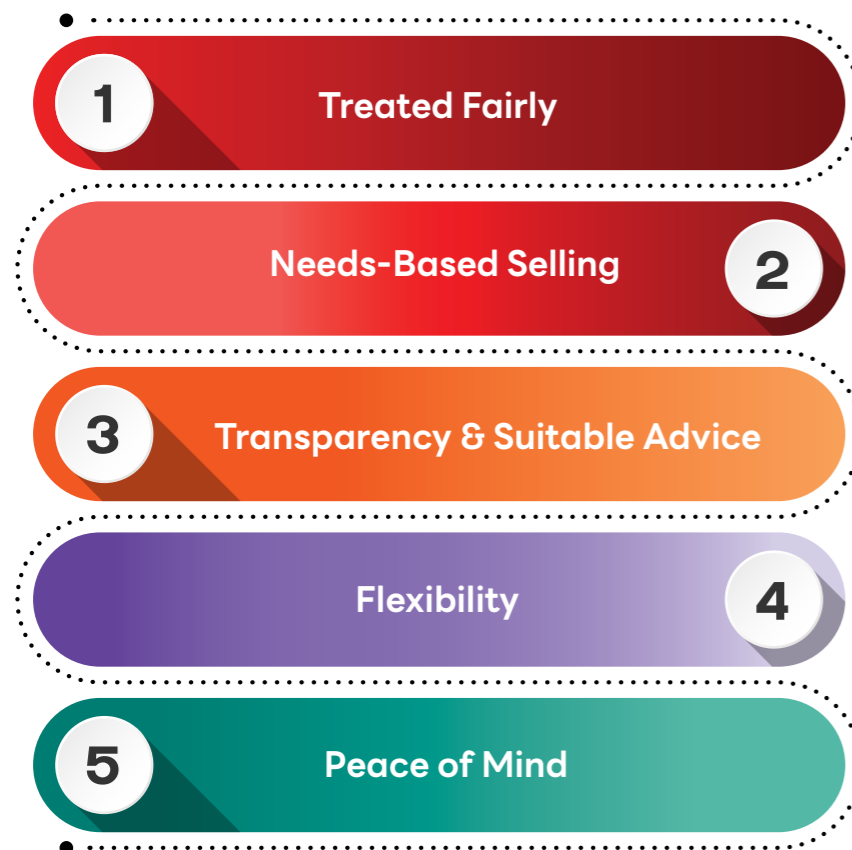 1
Treated Fairly
Needs-Based Selling
2
3
Transparency & Suitable Advice
Flexibility
4
5
Peace of Mind